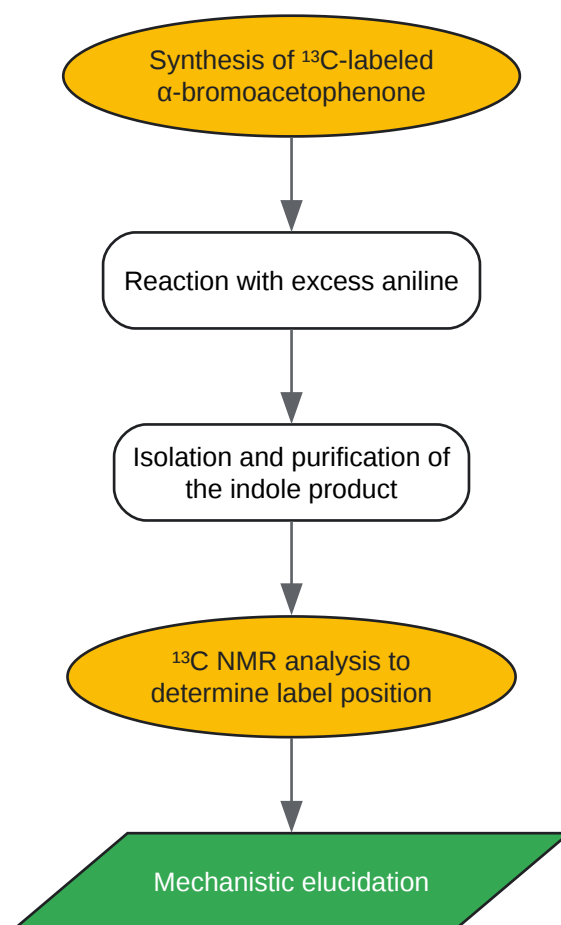 Synthesis of ¹³C-labeled
α-bromoacetophenone
Reaction with excess aniline
Isolation and purification of
the indole product
¹³C NMR analysis to
determine label position
Mechanistic elucidation